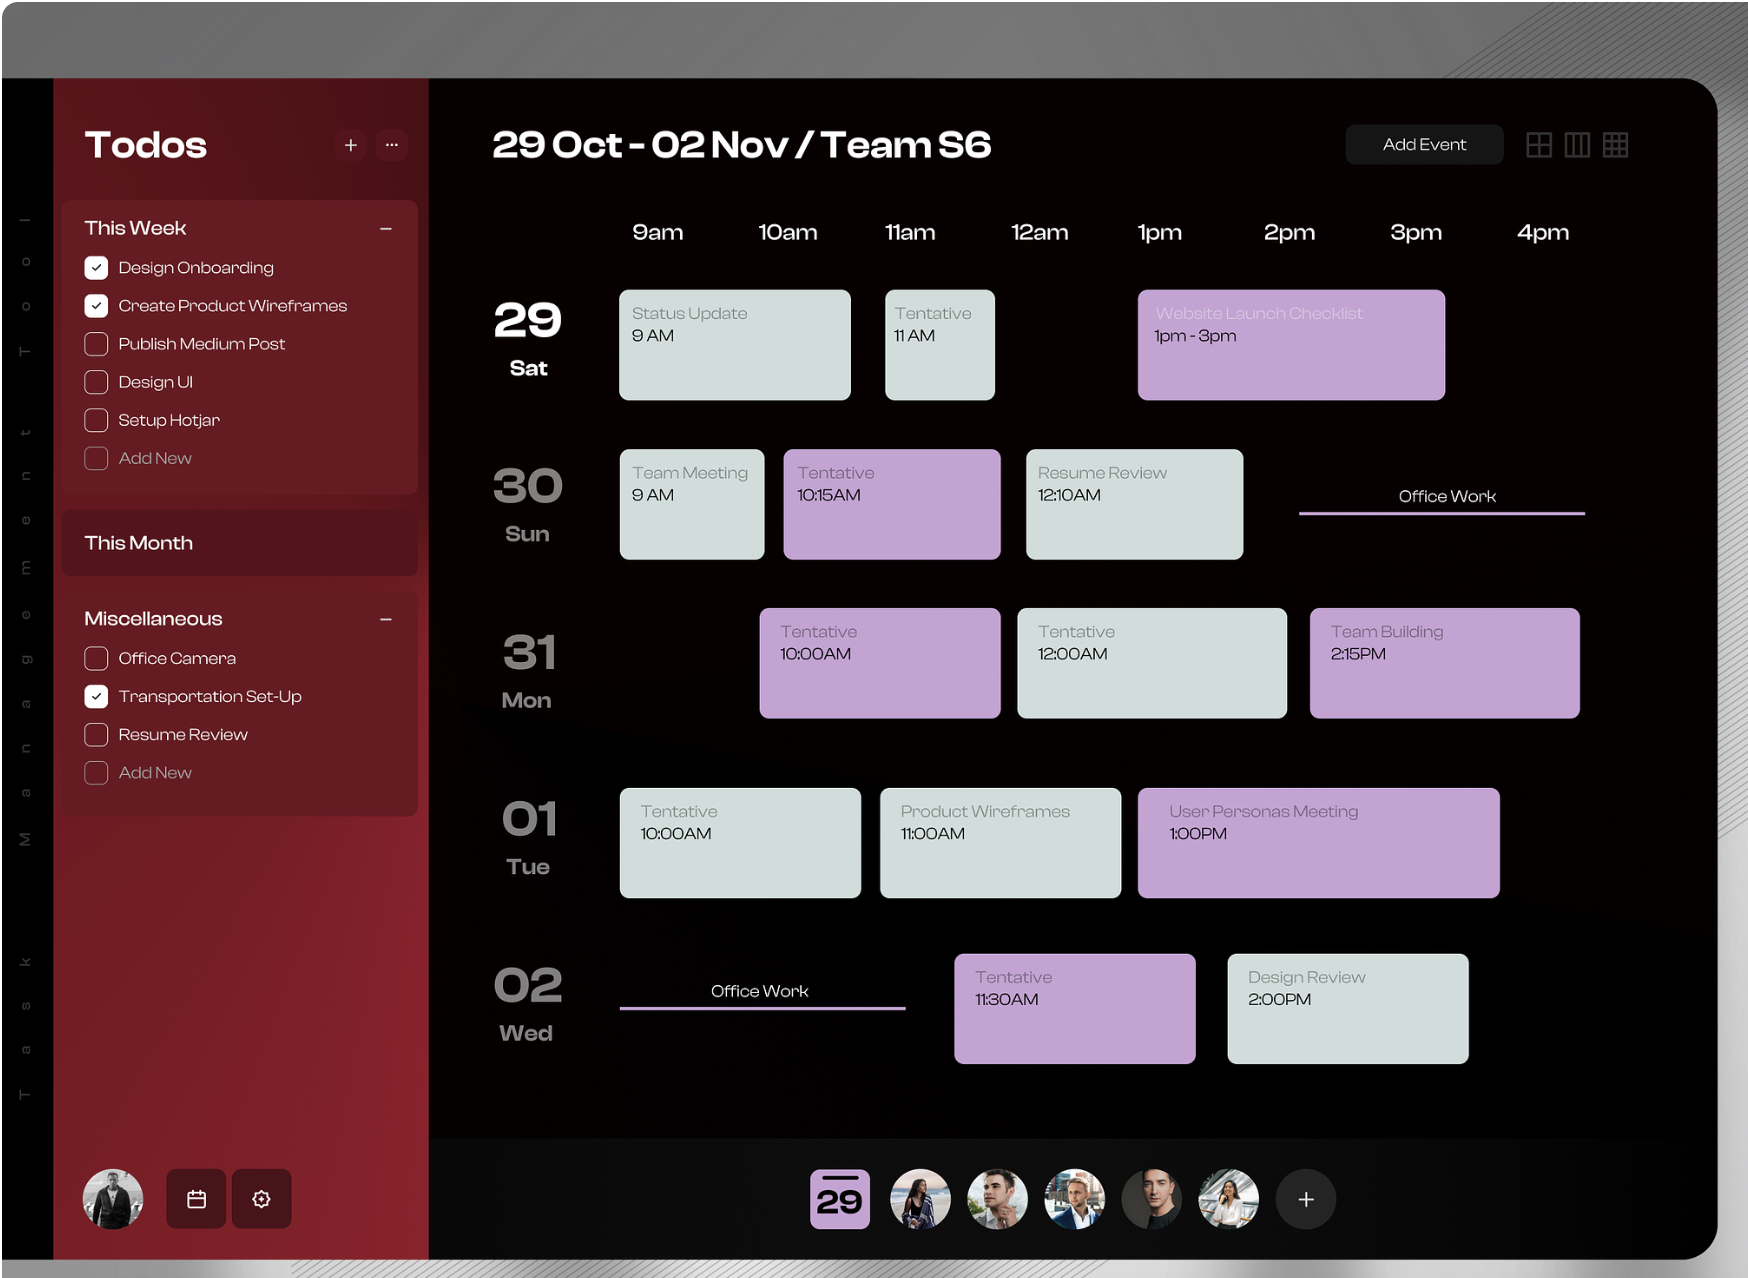 Task Management Tool
Todos
This Week
Design Onboarding
Create Product Wireframes
Publish Medium Post
Design UI
Setup Hotjar
Add New
This Month
Miscellaneous
Office Camera
Transportation Set-Up
Resume Review
Add New
29 Oct - 02 Nov / Team S6
Add Event
9am 10am 11am 12am 1pm 2pm 3pm 4pm
29
Sat
Status Update
9 AM
Tentative
11 AM
Website Launch Checklist
1pm - 3pm
30
Sun
Team Meeting
9 AM
Tentative
10:15AM
Resume Review
12:10AM
Office Work
31
Mon
Tentative
10:00AM
Tentative
12:00AM
Team Building
2:15PM
01
Tue
Tentative
10:00AM
Product Wireframes
11:00AM
User Personas Meeting
1:00PM
02
Wed
Office Work
Tentative
11:30AM
Design Review
2:00PM
29